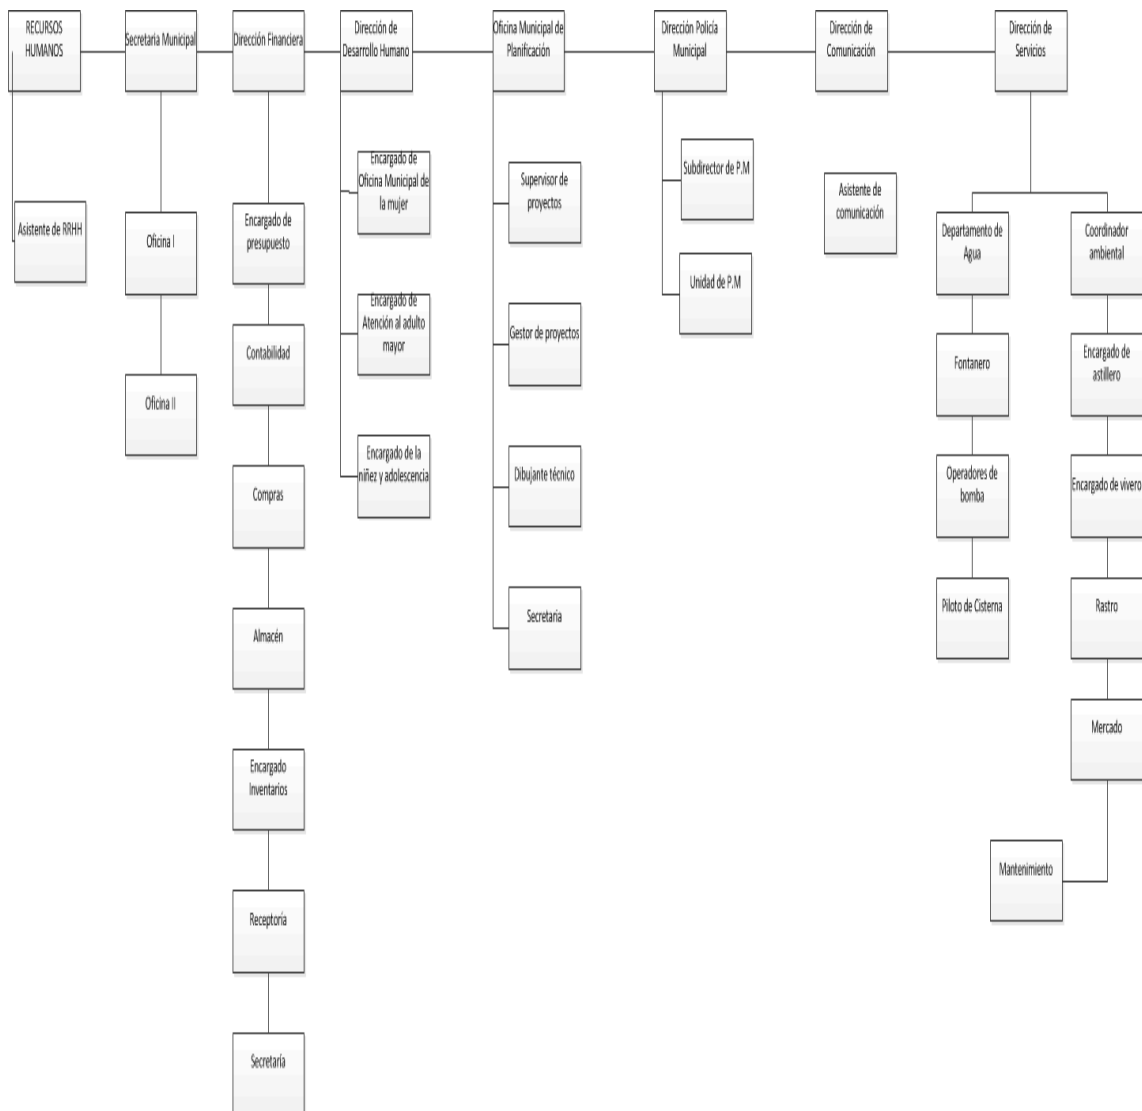 RECURSOS
HUMANOS
Secretaria Municipal
Dirección Financiera
Dirección de
Desarrollo Humano
Oficina Municipal de
Planificación
Dirección Policía
Municipal
Dirección de
Comunicación
Dirección de
Servicios
Asistente de RRHH
Oficina I
Oficina II
Encargado de
presupuesto
Contabilidad
Compras
Almacén
Encargado
Inventarios
Receptoría
Secretaría
Encargado de
Oficina Municipal de
la mujer
Encargado de
Atención al adulto
mayor
Encargado de la
niñez y adolescencia
Supervisor de
proyectos
Gestor de proyectos
Dibujante técnico
Secretaria
Subdirector de P.M
Unidad de P.M
Asistente de
comunicación
Departamento de
Agua
Fontanero
Operadores de
bomba
Piloto de Cisterna
Coordinador
ambiental
Encargado de
astillero
Encargado de vivero
Rastro
Mercado
Mantenimiento